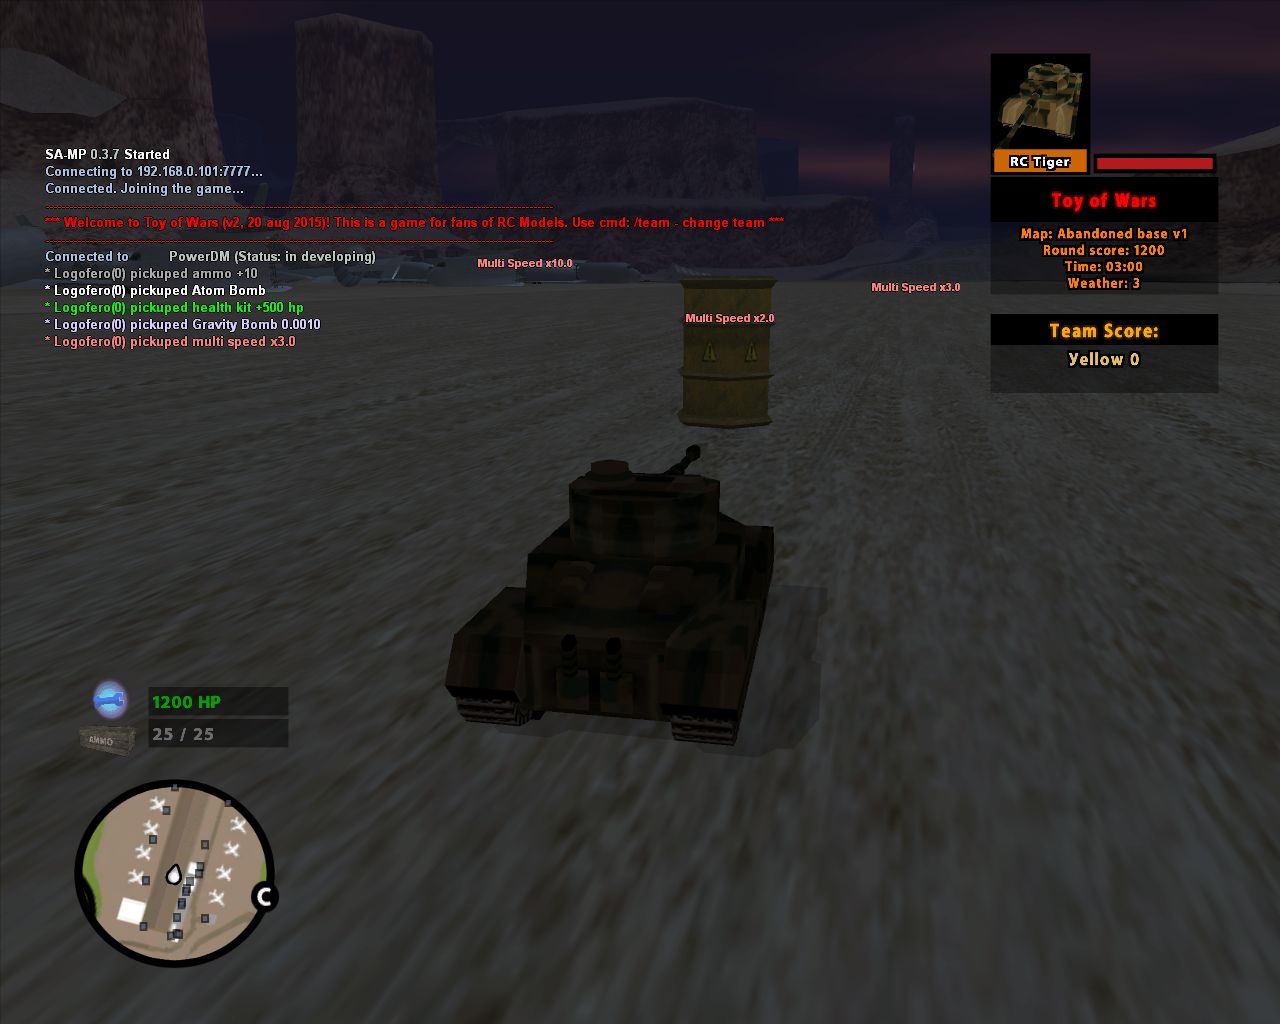 SA-MP 0.3.7 Started
Connecting to 192.168.0.101:7777...
Connected. Joining the game...
*** Welcome to Toy of Wars (v2, 20 aug 2015)! This is a game for fans of RC Models. Use cmd: /team - change team ***
Connected to PowerDM (Status: in developing)
* Logofero(0) pickuped ammo +10
* Logofero(0) pickuped Atom Bomb
* Logofero(0) pickuped health kit +500 hp
* Logofero(0) pickuped Gravity Bomb 0.0010
* Logofero(0) pickuped multi speed x3.0
Multi Speed x10.0
Multi Speed x3.0
Multi Speed x2.0
RC Tiger
Toy of Wars
Map: Abandoned base v1
Round score: 1200
Time: 03:00
Weather: 3
Team Score:
Yellow 0
1200 HP
AMMO
25 / 25
C